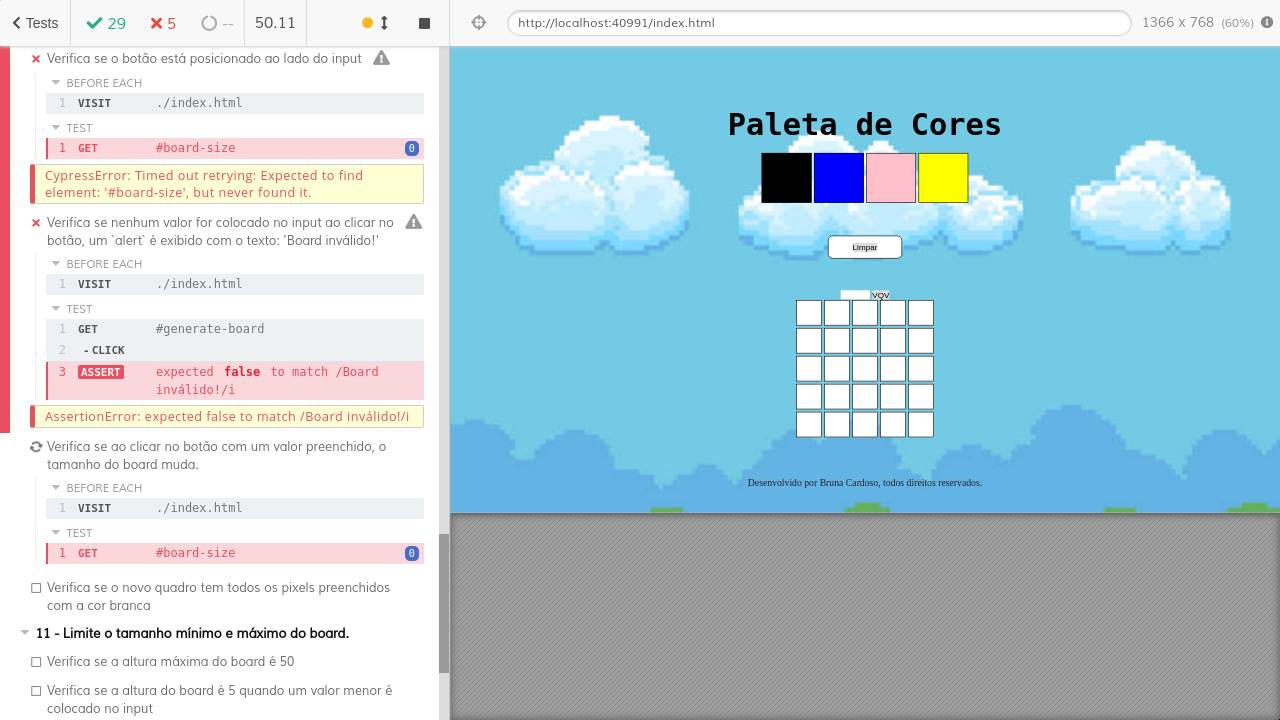 Tests
29
5
--
50.11
http://localhost:40991/index.html
1366 x 768 (60%)
Verifica se o botão está posicionado ao lado do input
BEFORE EACH
1 VISIT ./index.html
TEST
1 GET #board-size 0
CypressError: Timed out retrying: Expected to find
element: '#board-size', but never found it.
Verifica se nenhum valor for colocado no input ao clicar no
botão, um `alert` é exibido com o texto: 'Board inválido!'
BEFORE EACH
1 VISIT ./index.html
TEST
1 GET #generate-board
2 - CLICK
3 ASSERT expected false to match /Board
inválido!/i
AssertionError: expected false to match /Board inválido!/i
Verifica se ao clicar no botão com um valor preenchido, o
tamanho do board muda.
BEFORE EACH
1 VISIT ./index.html
TEST
1 GET #board-size 0
Verifica se o novo quadro tem todos os pixels preenchidos
com a cor branca
11 - Limite o tamanho mínimo e máximo do board.
Verifica se a altura máxima do board é 50
Verifica se a altura do board é 5 quando um valor menor é
colocado no input
Paleta de Cores
Limpar
VQV
Desenvolvido por Bruna Cardoso, todos direitos reservados.